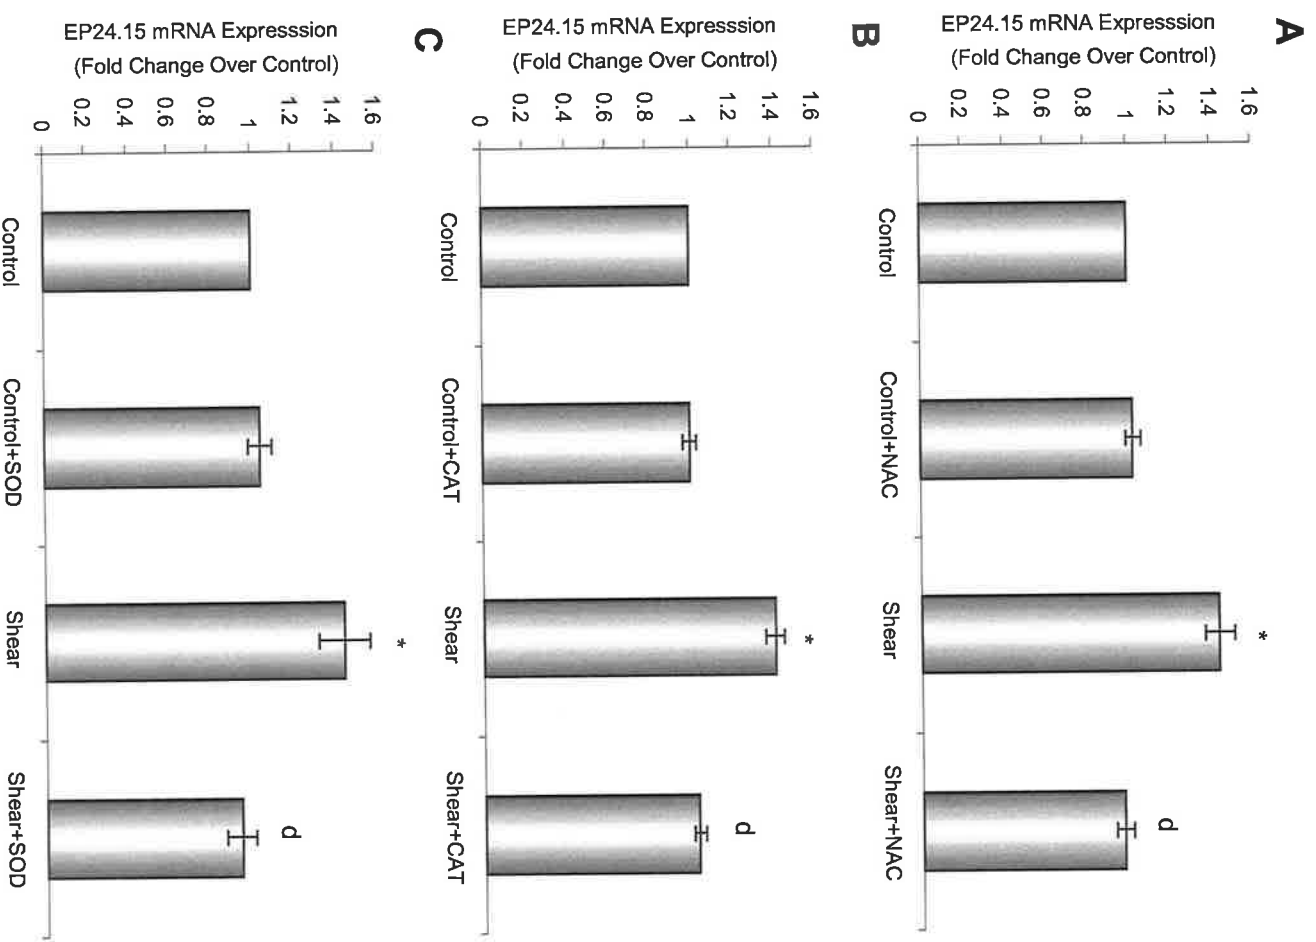 A
EP24.15 mRNA Expresssion
(Fold Change Over Control)
1.6
1.4
1.2
1
0.8
0.6
0.4
0.2
0
*
d
Control
Control+NAC
Shear
Shear+NAC
B
EP24.15 mRNA Expresssion
(Fold Change Over Control)
1.6
1.4
1.2
1
0.8
0.6
0.4
0.2
0
*
d
Control
Control+CAT
Shear
Shear+CAT
C
EP24.15 mRNA Expresssion
(Fold Change Over Control)
1.6
1.4
1.2
1
0.8
0.6
0.4
0.2
0
*
d
Control
Control+SOD
Shear
Shear+SOD